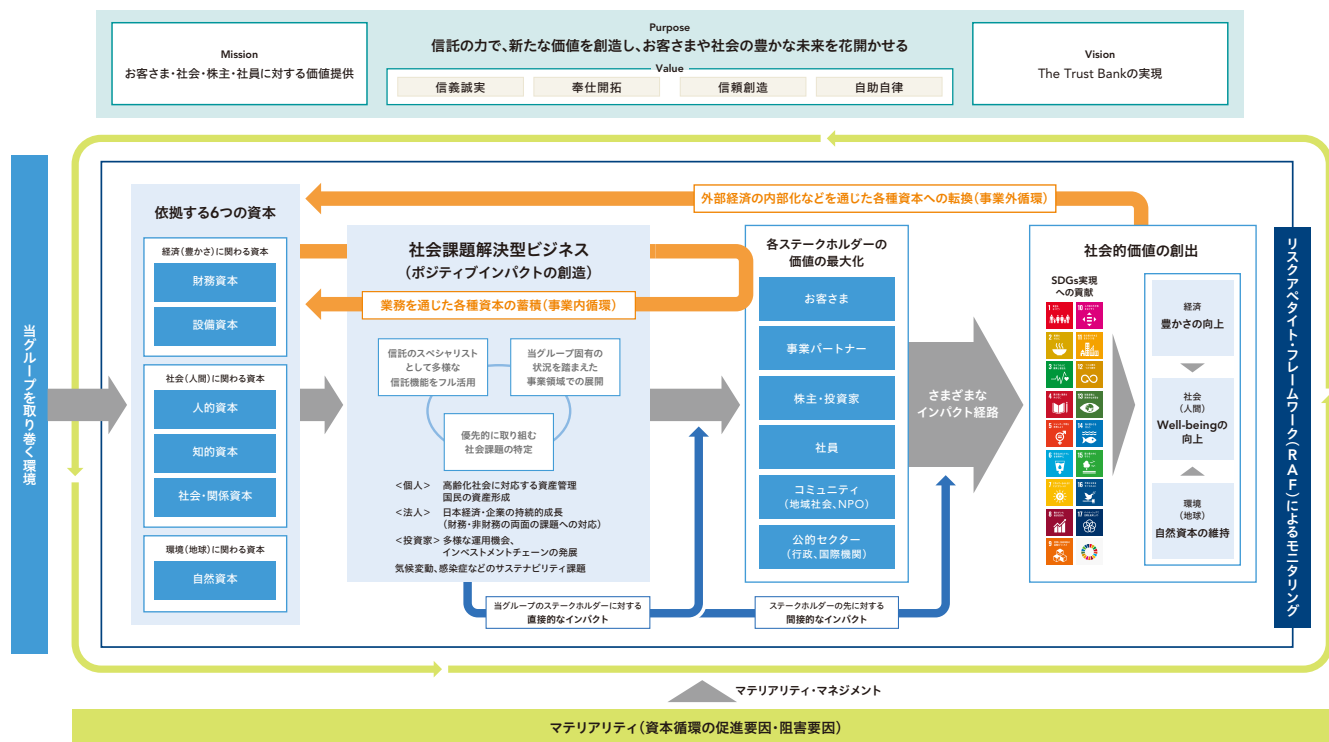 Purpose
信託の力で、新たな価値を創造し、お客さまや社会の豊かな未来を花開かせる
Mission
お客さま・社会・株主・社員に対する価値提供
Value
信義誠実
奉仕開拓
信頼創造
自助自律
Vision
The Trust Bankの実現
当グループを取り巻く環境
依拠する6つの資本
経済(豊かさ)に関わる資本
財務資本
設備資本
社会(人間)に関わる資本
人的資本
知的資本
社会・関係資本
環境(地球)に関わる資本
自然資本
外部経済の内部化などを通じた各種資本への転換(事業外循環)
社会課題解決型ビジネス
(ポジティブインパクトの創造)
業務を通じた各種資本の蓄積(事業内循環)
信託のスペシャリスト
として多様な
信託機能をフル活用
当グループ固有の
状況を踏まえた
事業領域での展開
優先的に取り組む
社会課題の特定
<個人> 高齢化社会に対応する資産管理
国民の資産形成
<法人> 日本経済・企業の持続的成長
(財務・非財務の両面の課題への対応)
<投資家> 多様な運用機会、
インベストメントチェーンの発展
気候変動、感染症などのサステナビリティ課題
当グループのステークホルダーに対する
直接的なインパクト
ステークホルダーの先に対する
間接的なインパクト
各ステークホルダーの
価値の最大化
お客さま
事業パートナー
株主・投資家
社員
コミュニティ
(地域社会、NPO)
公的セクター
(行政、国際機関)
さまざまな
インパクト経路
社会的価値の創出
SDGs実現
への貢献
1
2
3
4
5
6
7
8
9
10
11
12
13
14
15
16
17
経済
豊かさの向上
社会
(人間)
Well-beingの
向上
環境
(地球)
自然資本の維持
リスクアペタイト・フレームワーク(RAF)によるモニタリング
マテリアリティ・マネジメント
マテリアリティ(資本循環の促進要因・阻害要因)